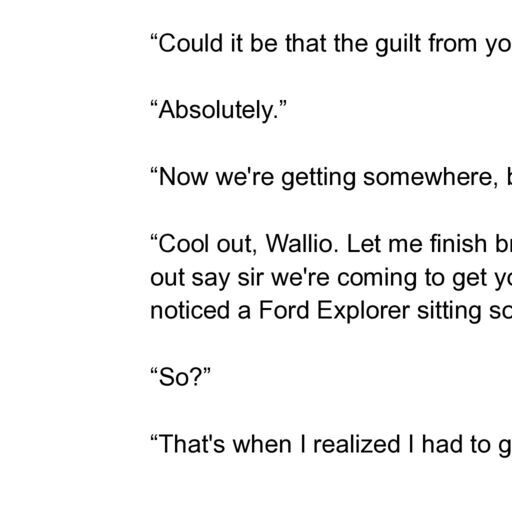 “Could it be that the guilt from yo
“Absolutely.”
“Now we're getting somewhere, b
“Cool out, Wallio. Let me finish br
out say sir we're coming to get yo
noticed a Ford Explorer sitting so
“So?”
“That's when I realized I had to g